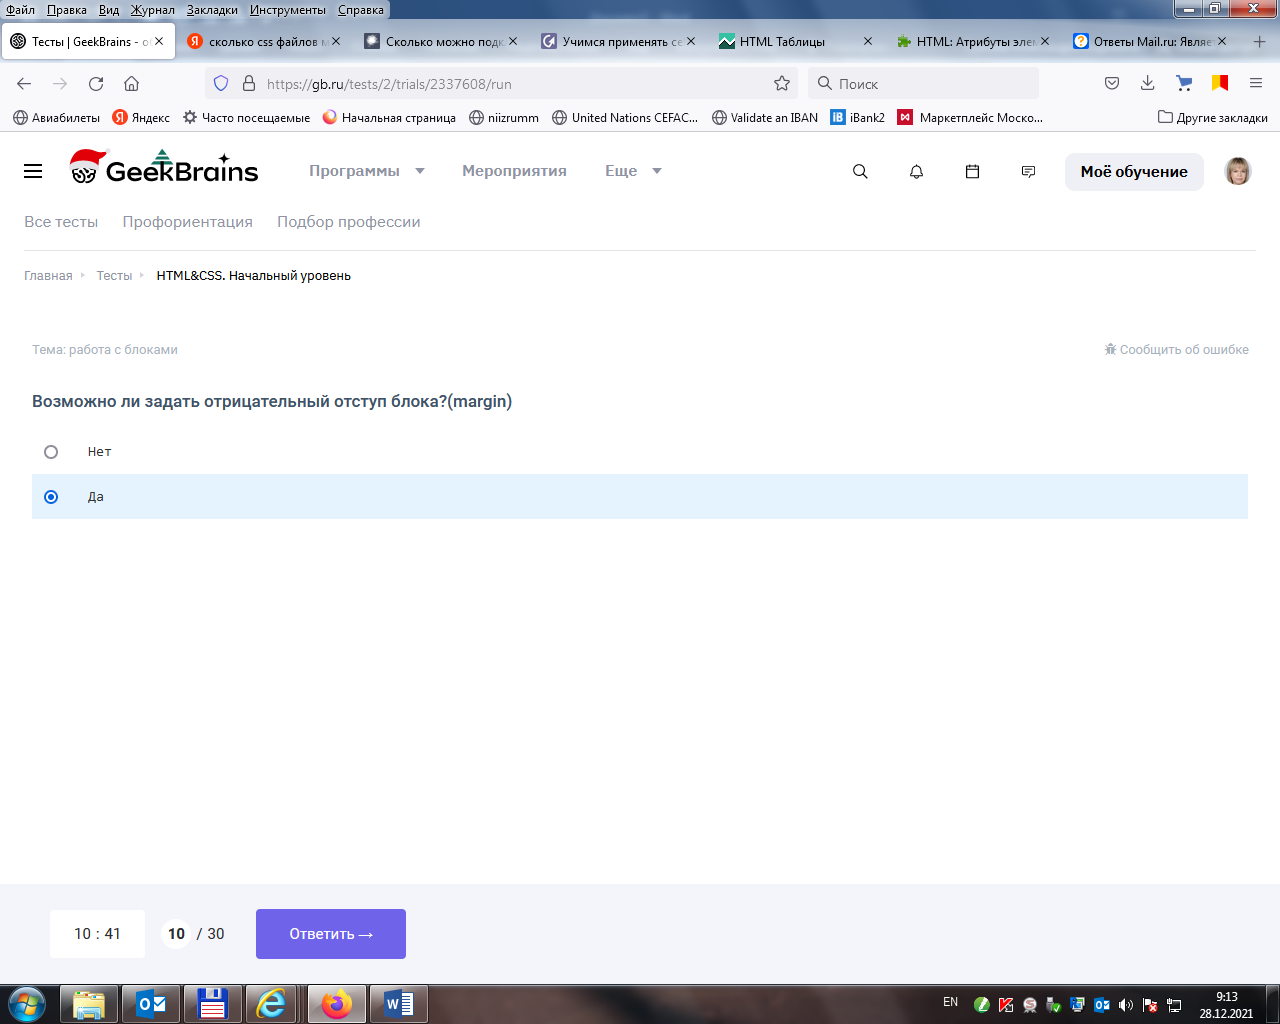 Файл Правка Вид Журнал Закладки Инструменты Справка
Тесты | GeekBrains - о
сколько css файлов м
Сколько можно подк
Учимся применять се
HTML Таблицы
HTML: Атрибуты элем
Ответы Mail.ru: Являет
https://gb.ru/tests/2/trials/2337608/run
Поиск
Авиабилеты Яндекс Часто посещаемые Начальная страница niizrumm United Nations CEFAC... Validate an IBAN iBank2 Маркетплейс Моско... Другие закладки
GeekBrains Программы Мероприятия Еще Моё обучение
Все тесты Профориентация Подбор профессии
Главная Тесты HTML&CSS. Начальный уровень
Тема: работа с блоками Сообщить об ошибке
Возможно ли задать отрицательный отступ блока?(margin)
Нет
Да
10 : 41 10 / 30 Ответить →
EN 9:13
28.12.2021